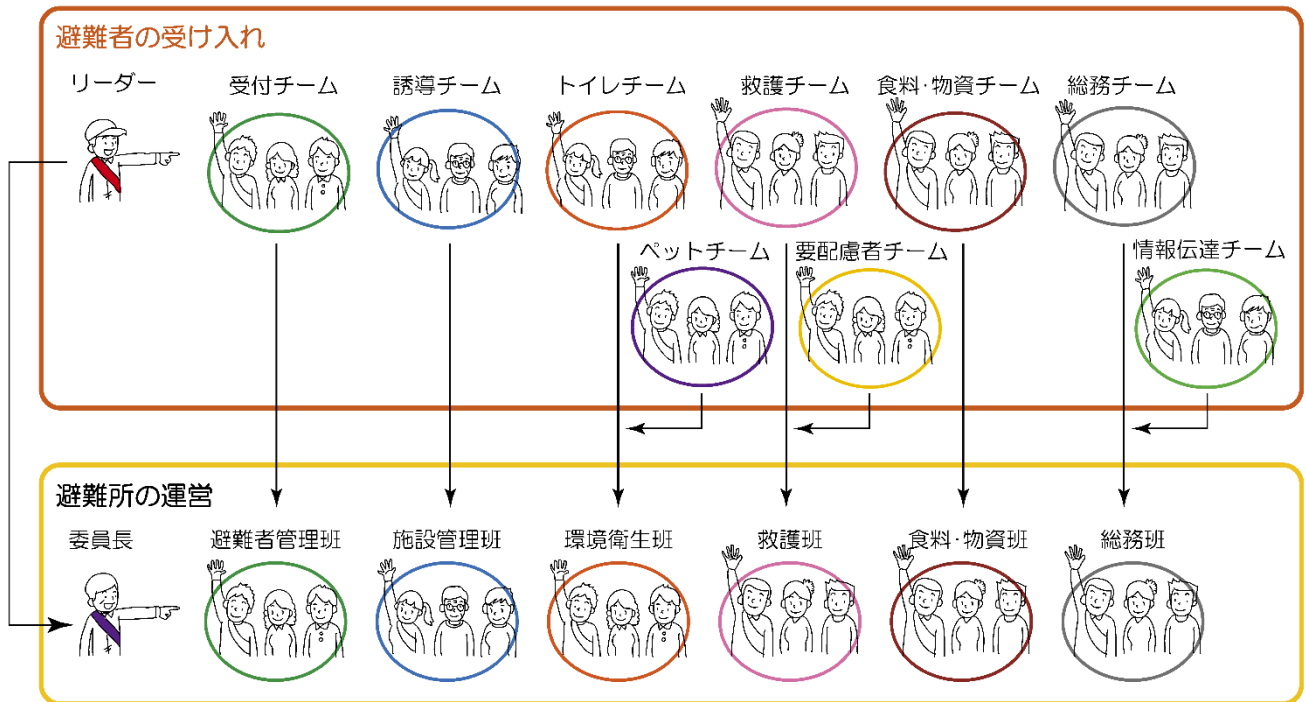 避難者の受け入れ
リーダー
受付チーム
誘導チーム
トイレチーム
救護チーム
食料・物資チーム
総務チーム
ペットチーム
要配慮者チーム
情報伝達チーム
避難所の運営
委員長
避難者管理班
施設管理班
環境衛生班
救護班
食料・物資班
総務班